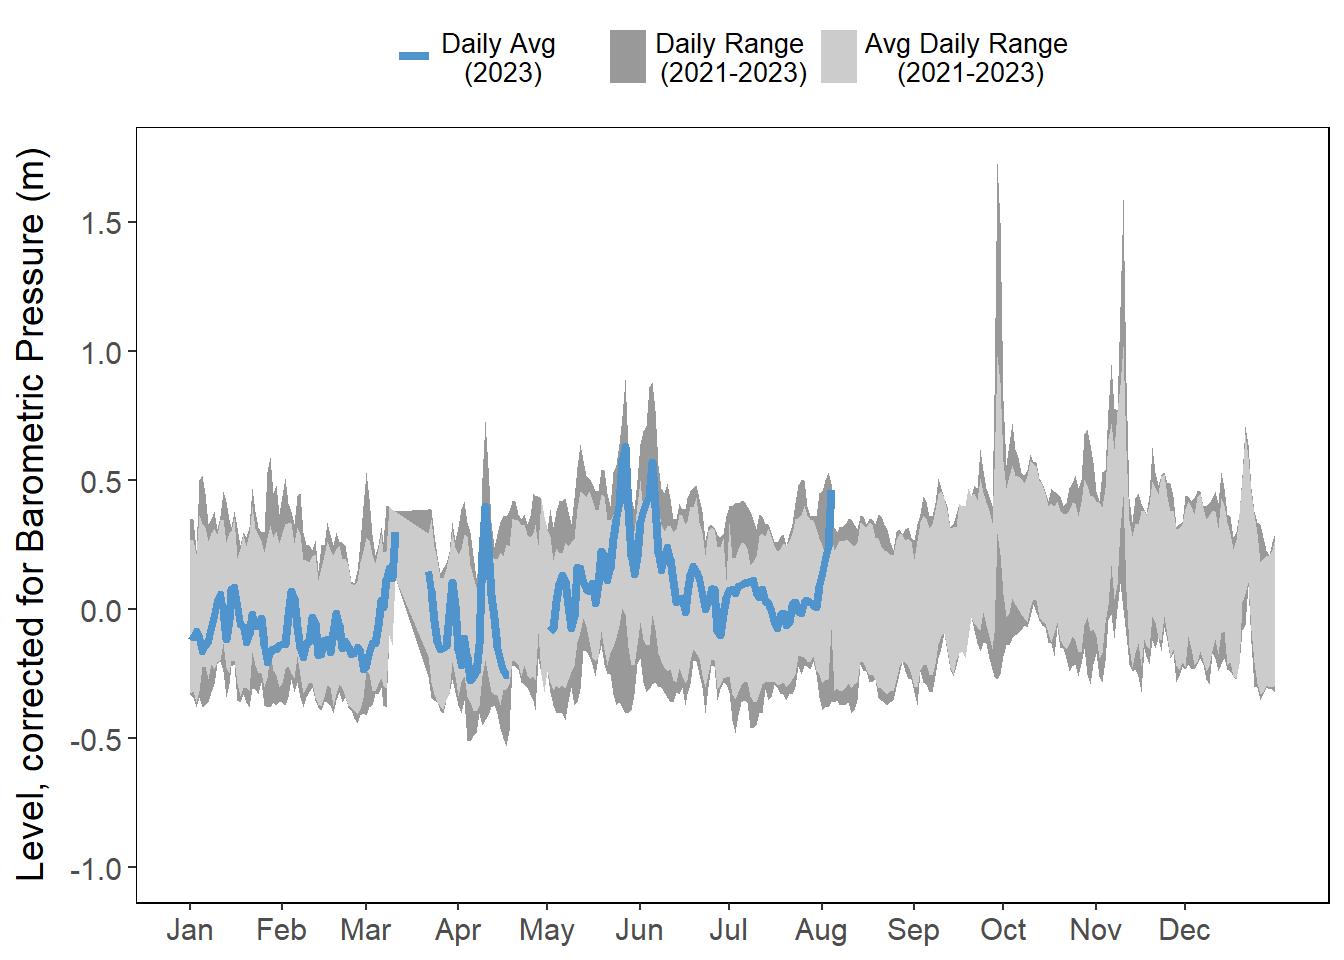 Daily Avg
(2023)
Daily Range
(2021-2023)
Avg Daily Range
(2021-2023)
Level, corrected for Barometric Pressure (m)
1.5
1.0
0.5
0.0
-0.5
-1.0
Jan Feb Mar Apr May Jun Jul Aug Sep Oct Nov Dec